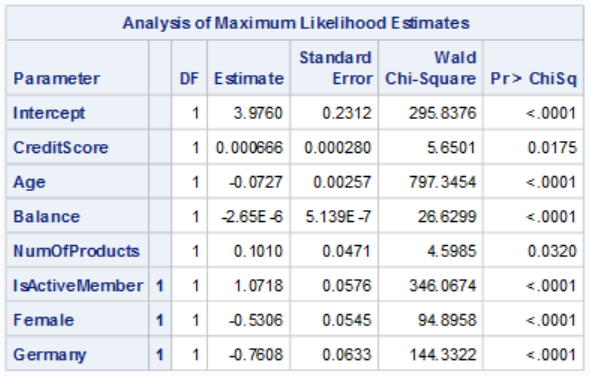 Analysis of Maximum Likelihood Estimates
Parameter DF Estimate Standard Error Wald Chi-Square Pr > ChiSq
Intercept 1 3.9760 0.2312 295.8376 <.0001
CreditScore 1 0.000666 0.000280 5.6501 0.0175
Age 1 -0.0727 0.00257 797.3454 <.0001
Balance 1 -2.65E-6 5.139E-7 26.6299 <.0001
NumOfProducts 1 0.1010 0.0471 4.5985 0.0320
IsActiveMember 1 1 1.0718 0.0576 346.0674 <.0001
Female 1 1 -0.5306 0.0545 94.8958 <.0001
Germany 1 1 -0.7608 0.0633 144.3322 <.0001